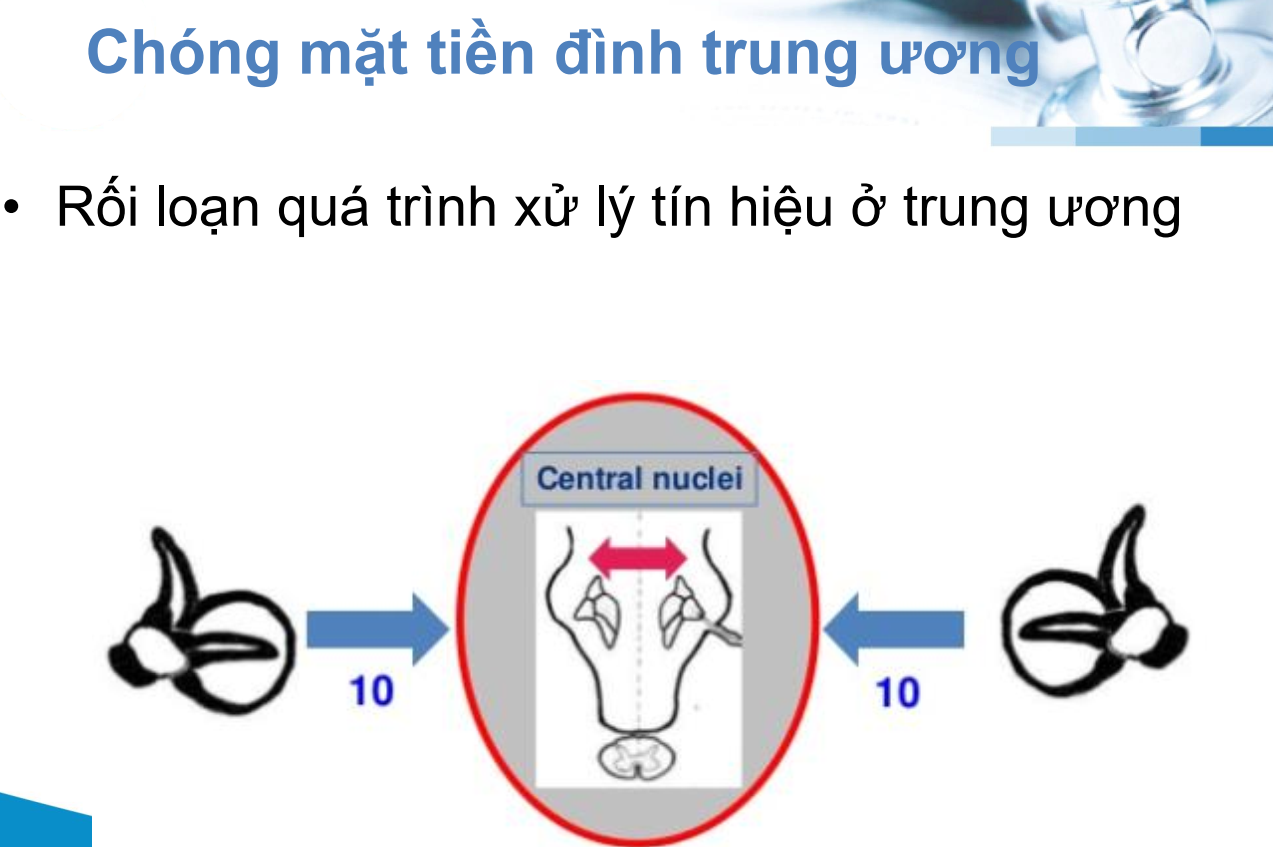 Chóng mặt tiền đình trung ương
• Rối loạn quá trình xử lý tín hiệu ở trung ương
Central nuclei
10
10